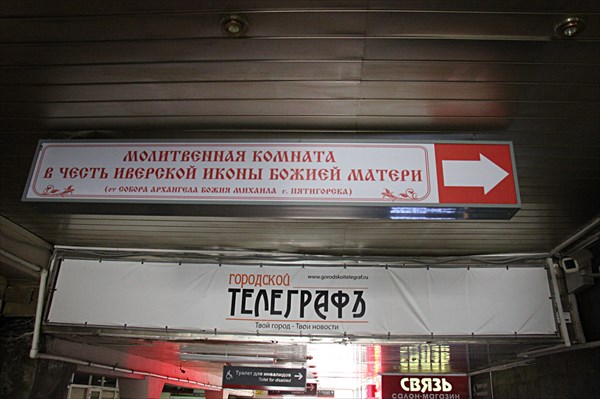 МОЛИТВЕННАЯ КОМНАТА
В ЧЕСТЬ ИВЕРСКОЙ ИКОНЫ БОЖИЕЙ МАТЕРИ
(ОТ СОБОРА АРХАНГЕЛА БОЖИЯ МИХАИЛА г. ПЯТИГОРСКА)
ГОРОДСКОЙ
www.gorodskoitelegraf.ru
ТЕЛЕГРАФЪ
Твой город - Твои новости
Туалет для инвалидов
Toilet for disabled
СВЯЗЬ
САЛОН-МАГАЗИН